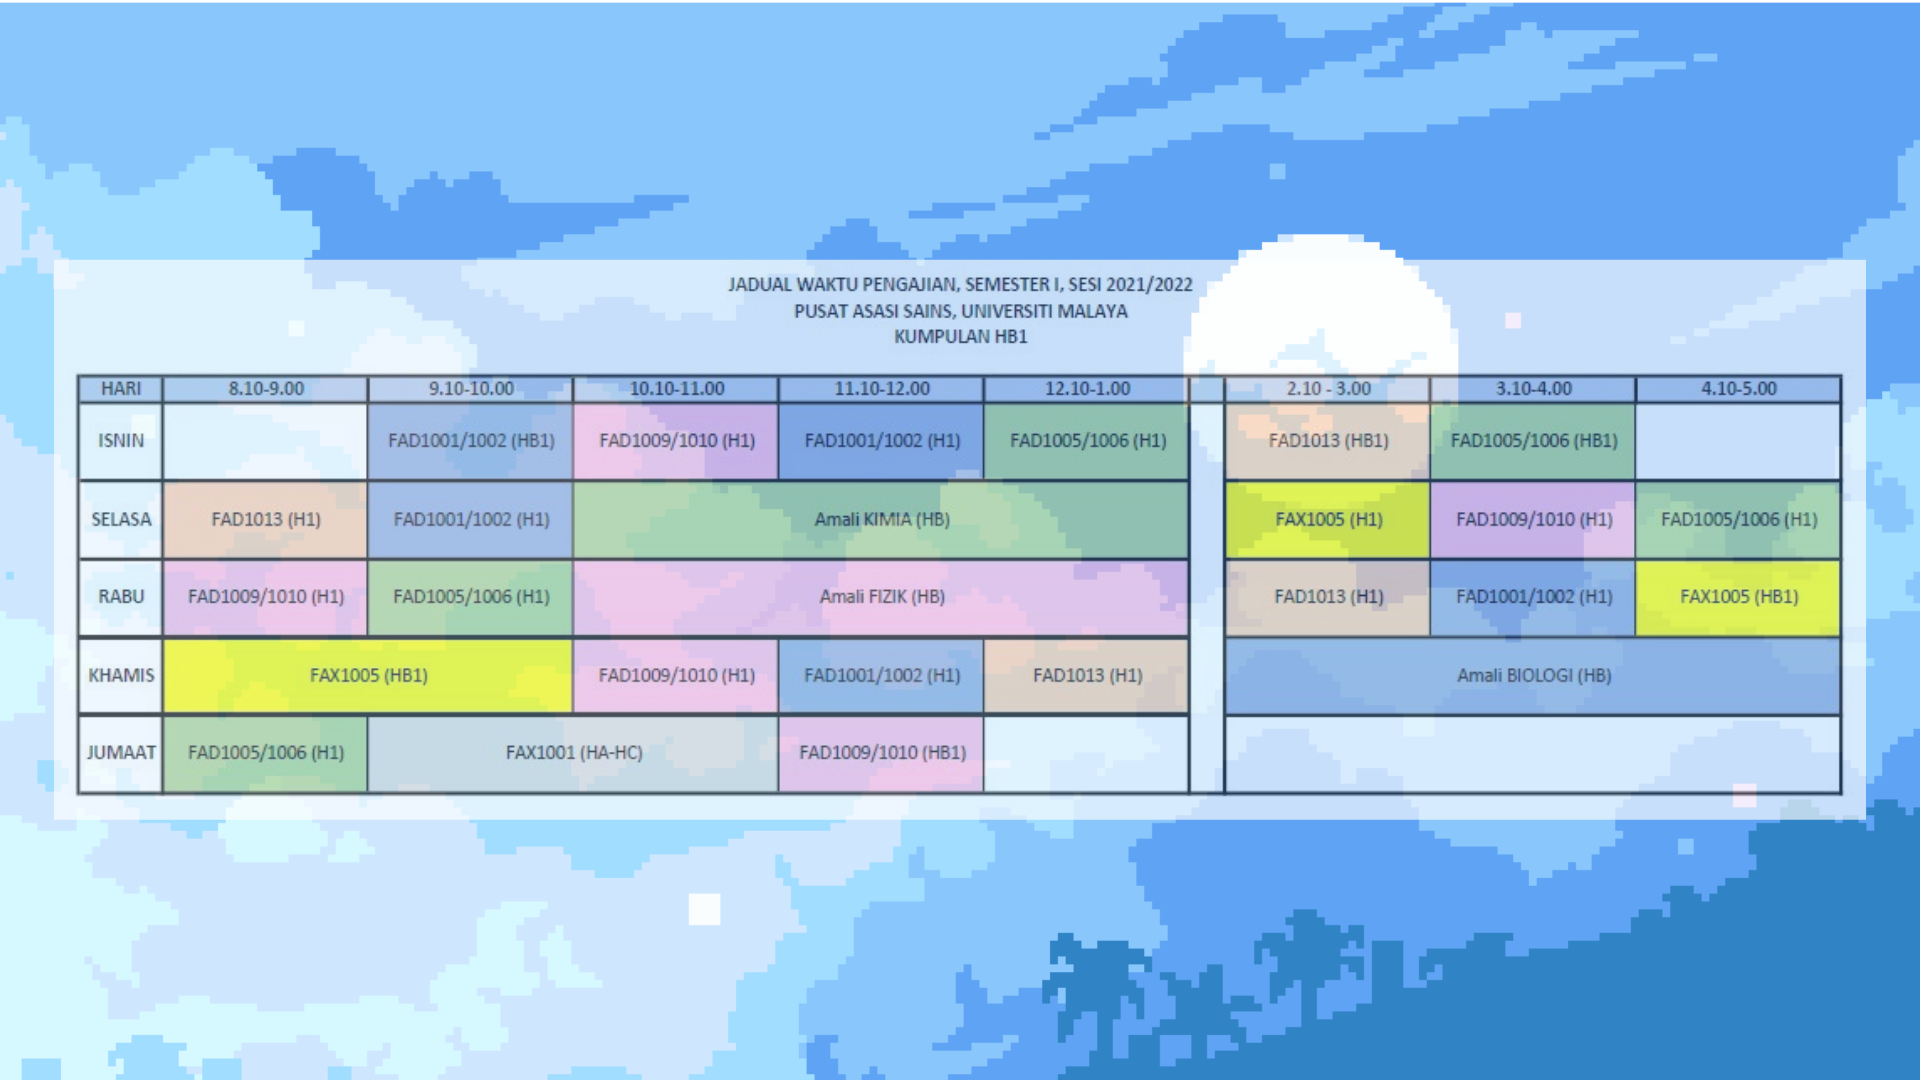 JADUAL WAKTU PENGAJIAN, SEMESTER I, SESI 2021/2022
PUSAT ASASI SAINS, UNIVERSITI MALAYA
KUMPULAN HB1
HARI 8.10-9.00 9.10-10.00 10.10-11.00 11.10-12.00 12.10-1.00 2.10 - 3.00 3.10-4.00 4.10-5.00
ISNIN FAD1001/1002 (HB1) FAD1009/1010 (H1) FAD1001/1002 (H1) FAD1005/1006 (H1) FAD1013 (HB1) FAD1005/1006 (HB1)
SELASA FAD1013 (H1) FAD1001/1002 (H1) Amali KIMIA (HB) FAX1005 (H1) FAD1009/1010 (H1) FAD1005/1006 (H1)
RABU FAD1009/1010 (H1) FAD1005/1006 (H1) Amali FIZIK (HB) FAD1013 (H1) FAD1001/1002 (H1) FAX1005 (HB1)
KHAMIS FAX1005 (HB1) FAD1009/1010 (H1) FAD1001/1002 (H1) FAD1013 (H1) Amali BIOLOGI (HB)
JUMAAT FAD1005/1006 (H1) FAX1001 (HA-HC) FAD1009/1010 (HB1)